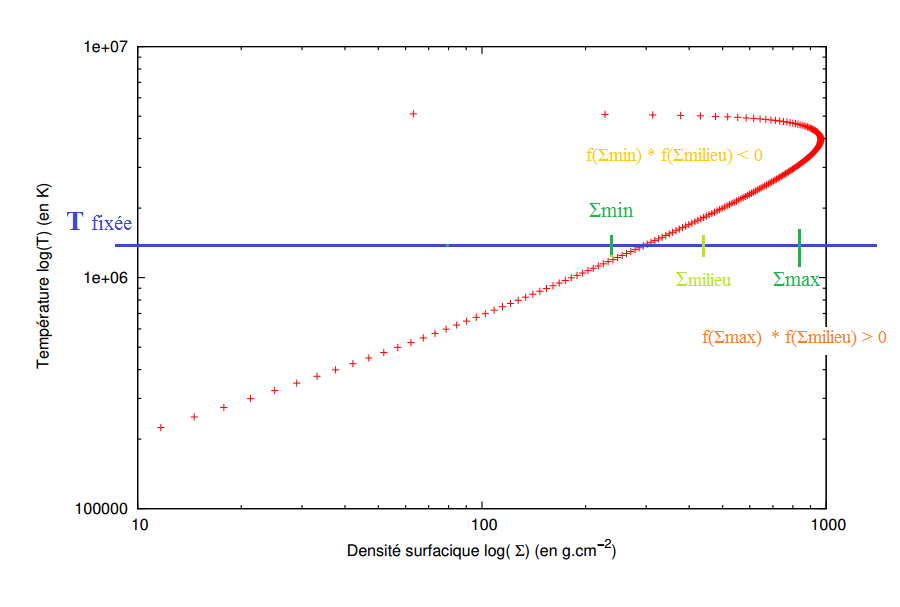 1e+07
f(Σmin) * f(Σmilieu) < 0
Σmin
T fixée
Σmilieu
Σmax
1e+06
f(Σmax) * f(Σmilieu) > 0
100000
10
100
1000
Température log(T) (en K)
Densité surfacique log( Σ) (en g.cm⁻²)